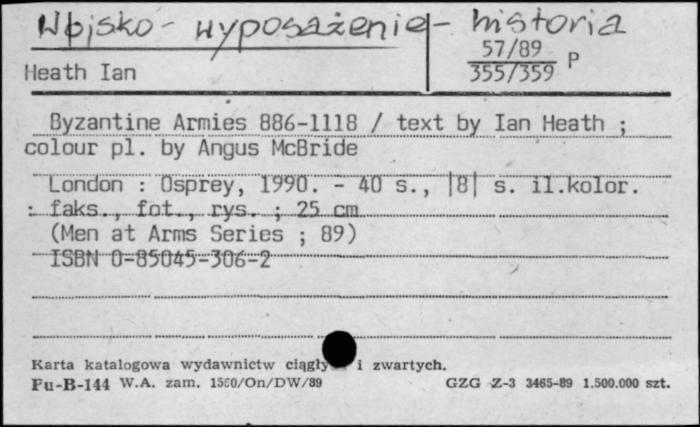 Wojsko - wyposażenie - historia
57/89 P
355/359
Heath Ian
Byzantine Armies 886-1118 / text by Ian Heath ;
colour pl. by Angus McBride
London : Osprey, 1990. - 40 s., |8| s. il.kolor.
: faks., fot., rys. ; 25 cm
(Men at Arms Series ; 89)
ISBN 0-85045-306-2
Karta katalogowa wydawnictw ciągły i zwartych.
Pu-B-144 W.A. zam. 1560/On/DW/89 GZG Z-3 3465-89 1.500.000 szt.